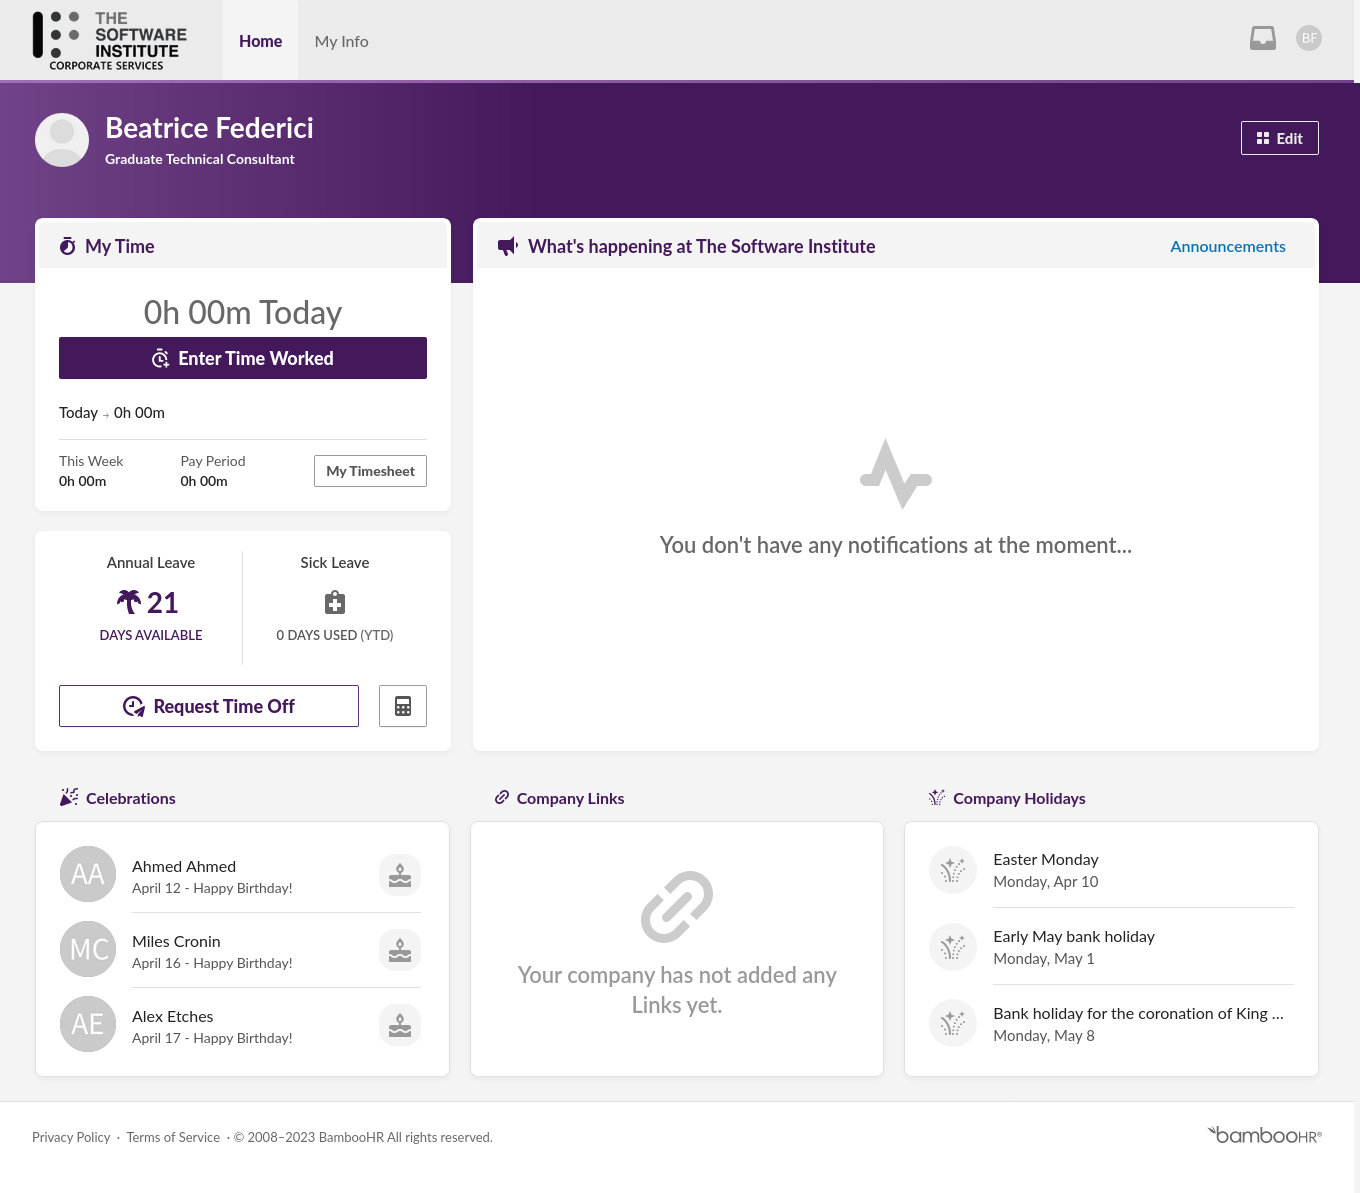 THE
SOFTWARE
INSTITUTE
CORPORATE SERVICES
Home
My Info
BF
Beatrice Federici
Graduate Technical Consultant
Edit
My Time
0h 00m Today
Enter Time Worked
Today → 0h 00m
This Week
0h 00m
Pay Period
0h 00m
My Timesheet
Annual Leave
21
DAYS AVAILABLE
Sick Leave
0 DAYS USED (YTD)
Request Time Off
What's happening at The Software Institute
Announcements
You don't have any notifications at the moment...
Celebrations
AA
Ahmed Ahmed
April 12 - Happy Birthday!
MC
Miles Cronin
April 16 - Happy Birthday!
AE
Alex Etches
April 17 - Happy Birthday!
Company Links
Your company has not added any
Links yet.
Company Holidays
Easter Monday
Monday, Apr 10
Early May bank holiday
Monday, May 1
Bank holiday for the coronation of King ...
Monday, May 8
Privacy Policy · Terms of Service · © 2008–2023 BambooHR All rights reserved.
bambooHR®